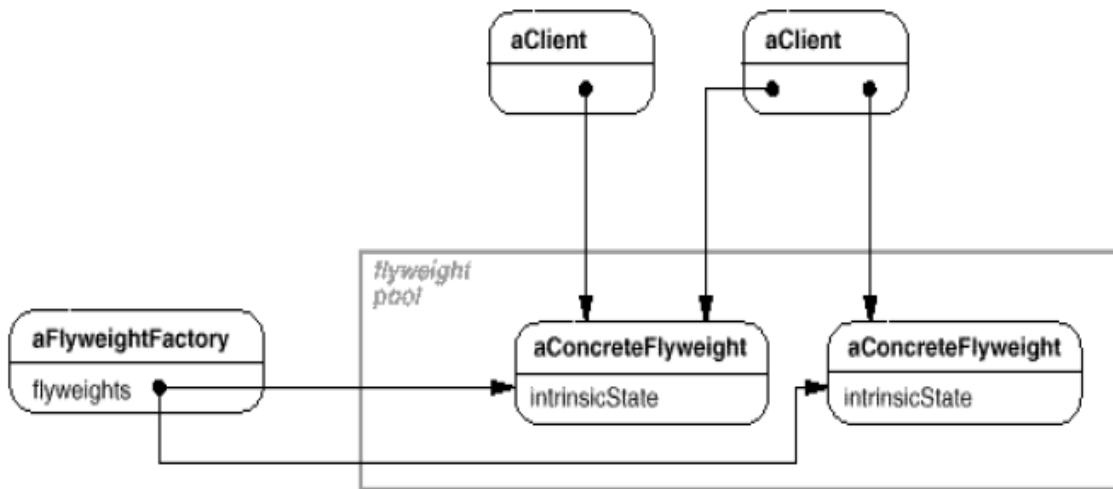 aClient
aClient
flyweight
pool
aFlyweightFactory
flyweights
aConcreteFlyweight
intrinsicState
aConcreteFlyweight
intrinsicState